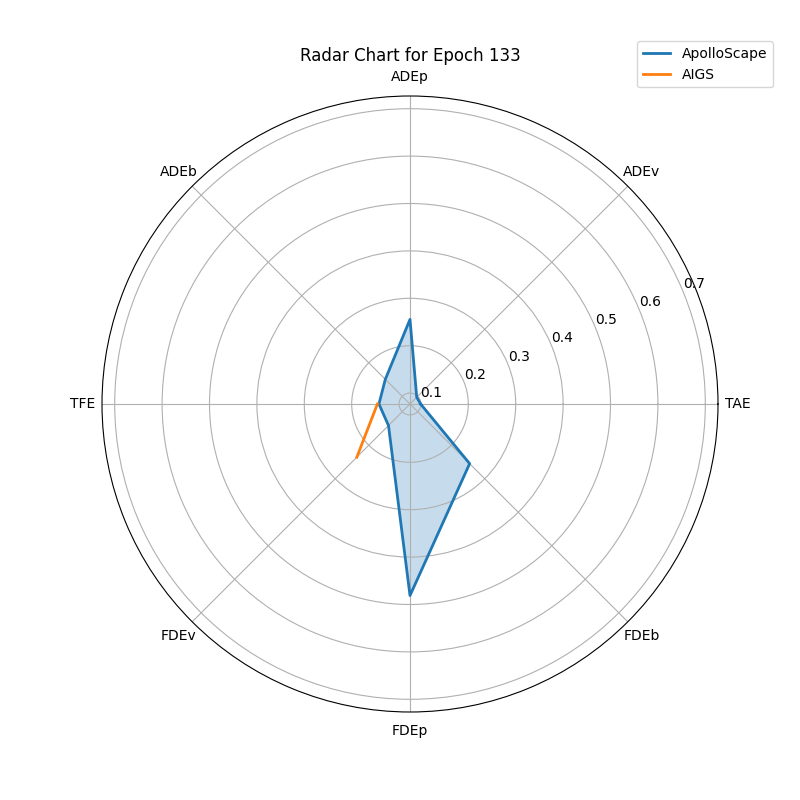 Radar Chart for Epoch 133
ApolloScape
AIGS
ADEp
ADEb
ADEv
TFE
TAE
FDEv
FDEb
FDEp
0.1
0.2
0.3
0.4
0.5
0.6
0.7